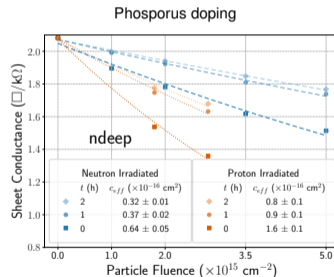 Phosporus doping
Sheet Conductance (□/kΩ)
2.0
1.8
1.6
1.4
1.2
1.0
0.8
ndeep
Neutron Irradiated
t (h) c_eff (×10⁻¹⁶ cm²)
2 0.32 ± 0.01
1 0.37 ± 0.02
0 0.64 ± 0.05
Proton Irradiated
t (h) c_eff (×10⁻¹⁶ cm²)
2 0.8 ± 0.1
1 0.9 ± 0.1
0 1.6 ± 0.1
0.0 1.0 2.0 3.0 4.0 5.0
Particle Fluence (×10¹⁵ cm⁻²)